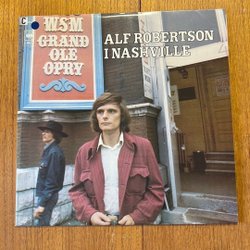 WSM
GRAND
OLE
OPRY
ALF ROBERTSON
I NASHVILLE